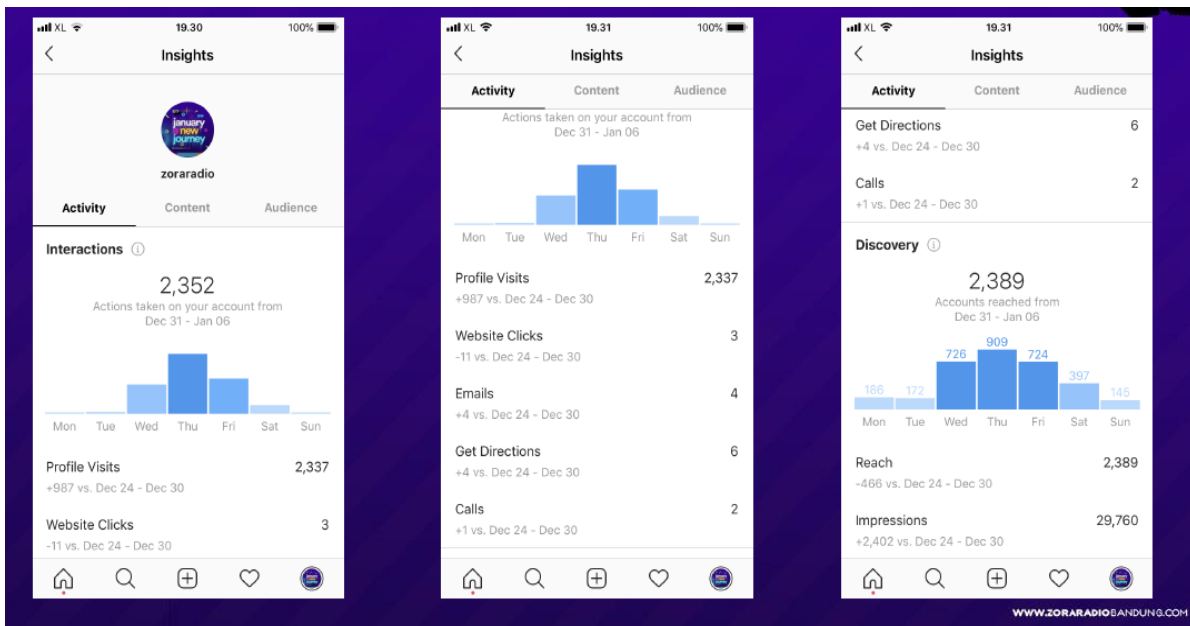 XL 19.30 100%
Insights
january
new
journey
zoraradio
Activity Content Audience
Interactions
2,352
Actions taken on your account from
Dec 31 - Jan 06
Mon Tue Wed Thu Fri Sat Sun
Profile Visits 2,337
+987 vs. Dec 24 - Dec 30
Website Clicks 3
-11 vs. Dec 24 - Dec 30
XL 19.31 100%
Insights
Activity Content Audience
Actions taken on your account from
Dec 31 - Jan 06
Mon Tue Wed Thu Fri Sat Sun
Profile Visits 2,337
+987 vs. Dec 24 - Dec 30
Website Clicks 3
-11 vs. Dec 24 - Dec 30
Emails 4
+4 vs. Dec 24 - Dec 30
Get Directions 6
+4 vs. Dec 24 - Dec 30
Calls 2
+1 vs. Dec 24 - Dec 30
XL 19.31 100%
Insights
Activity Content Audience
Get Directions 6
+4 vs. Dec 24 - Dec 30
Calls 2
+1 vs. Dec 24 - Dec 30
Discovery
2,389
Accounts reached from
Dec 31 - Jan 06
186 172 726 909 724 397 145
Mon Tue Wed Thu Fri Sat Sun
Reach 2,389
-466 vs. Dec 24 - Dec 30
Impressions 29,760
+2,402 vs. Dec 24 - Dec 30
WWW.ZORARADIOBANDUNG.COM